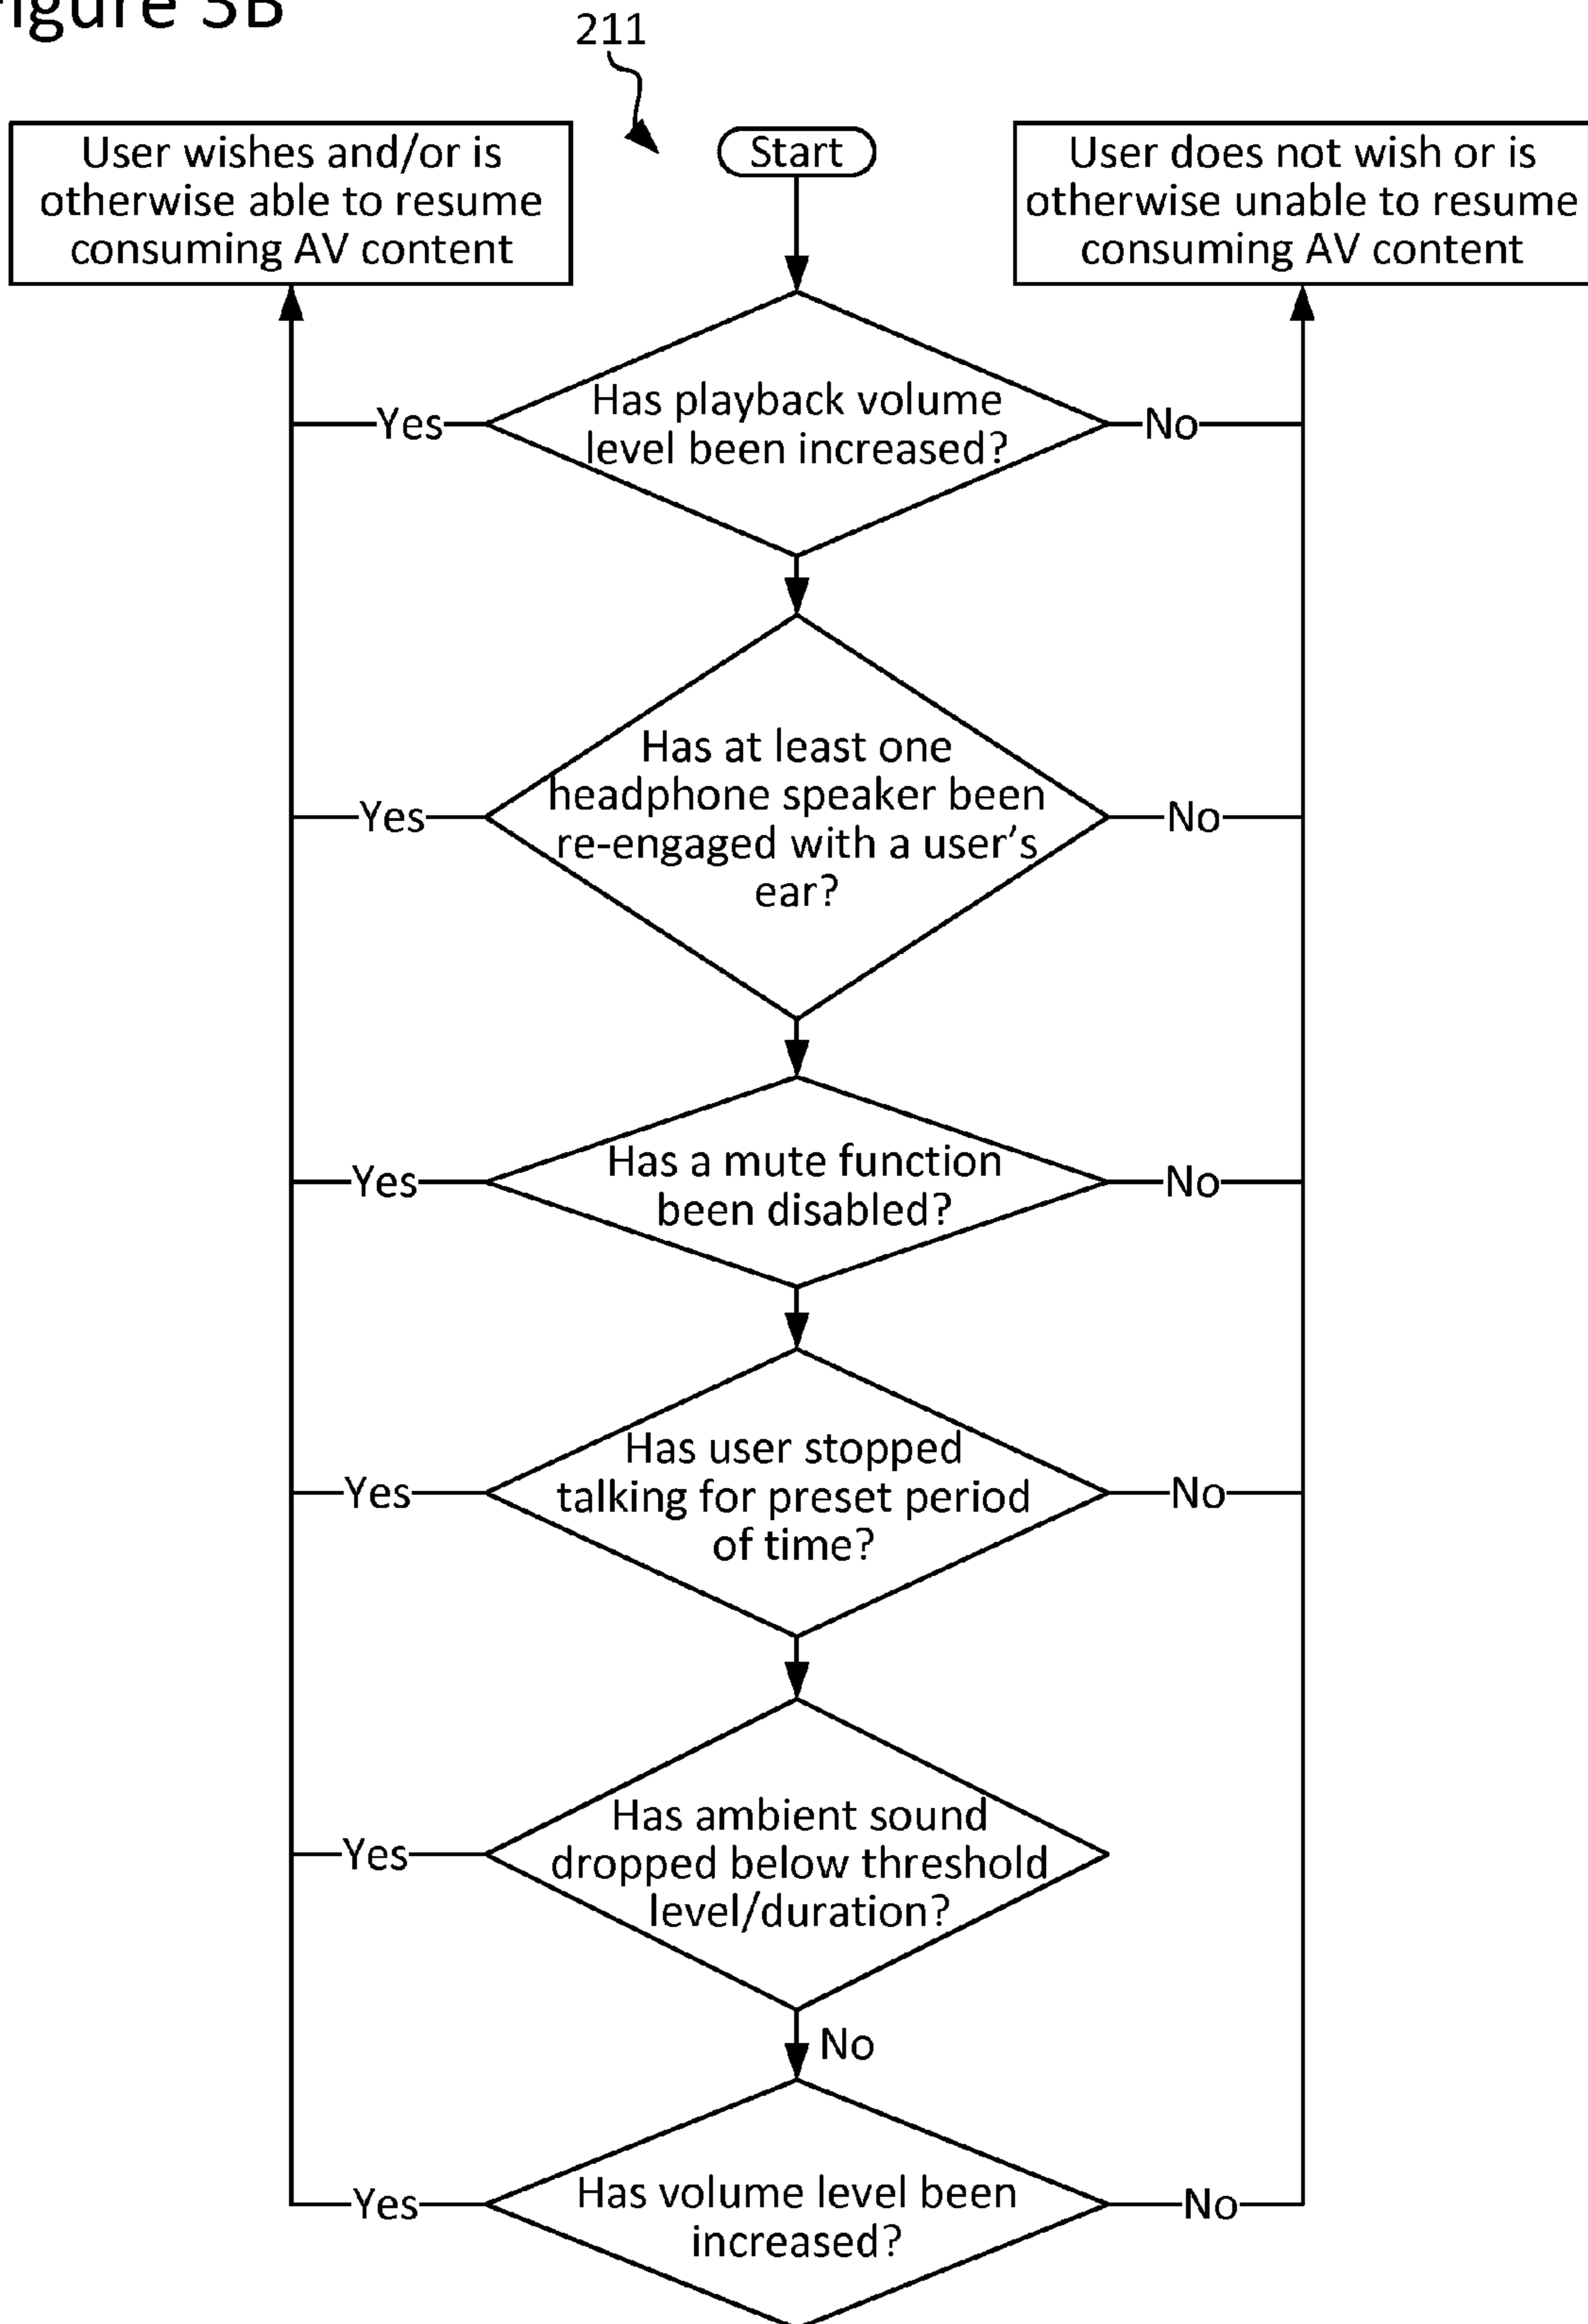 Figure 3B
211
User wishes and/or is
otherwise able to resume
consuming AV content
Start
User does not wish or is
otherwise unable to resume
consuming AV content
Has playback volume
level been increased?
Yes
No
Has at least one
headphone speaker been
re-engaged with a user's
ear?
Yes
No
Has a mute function
been disabled?
Yes
No
Has user stopped
talking for preset period
of time?
Yes
No
Has ambient sound
dropped below threshold
level/duration?
Yes
No
Has volume level been
increased?
Yes
No